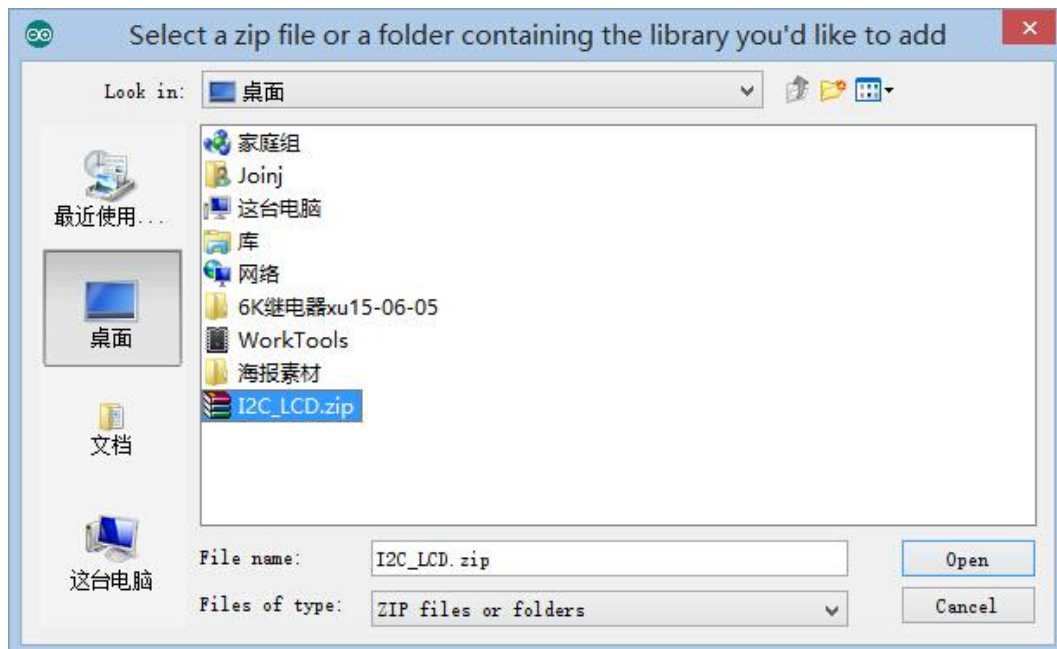 Select a zip file or a folder containing the library you'd like to add
Look in:
桌面
最近使用...
桌面
文档
这台电脑
家庭组
Joinj
这台电脑
库
网络
6K继电器xu15-06-05
WorkTools
海报素材
I2C_LCD.zip
File name:
I2C_LCD.zip
Open
Files of type:
ZIP files or folders
Cancel